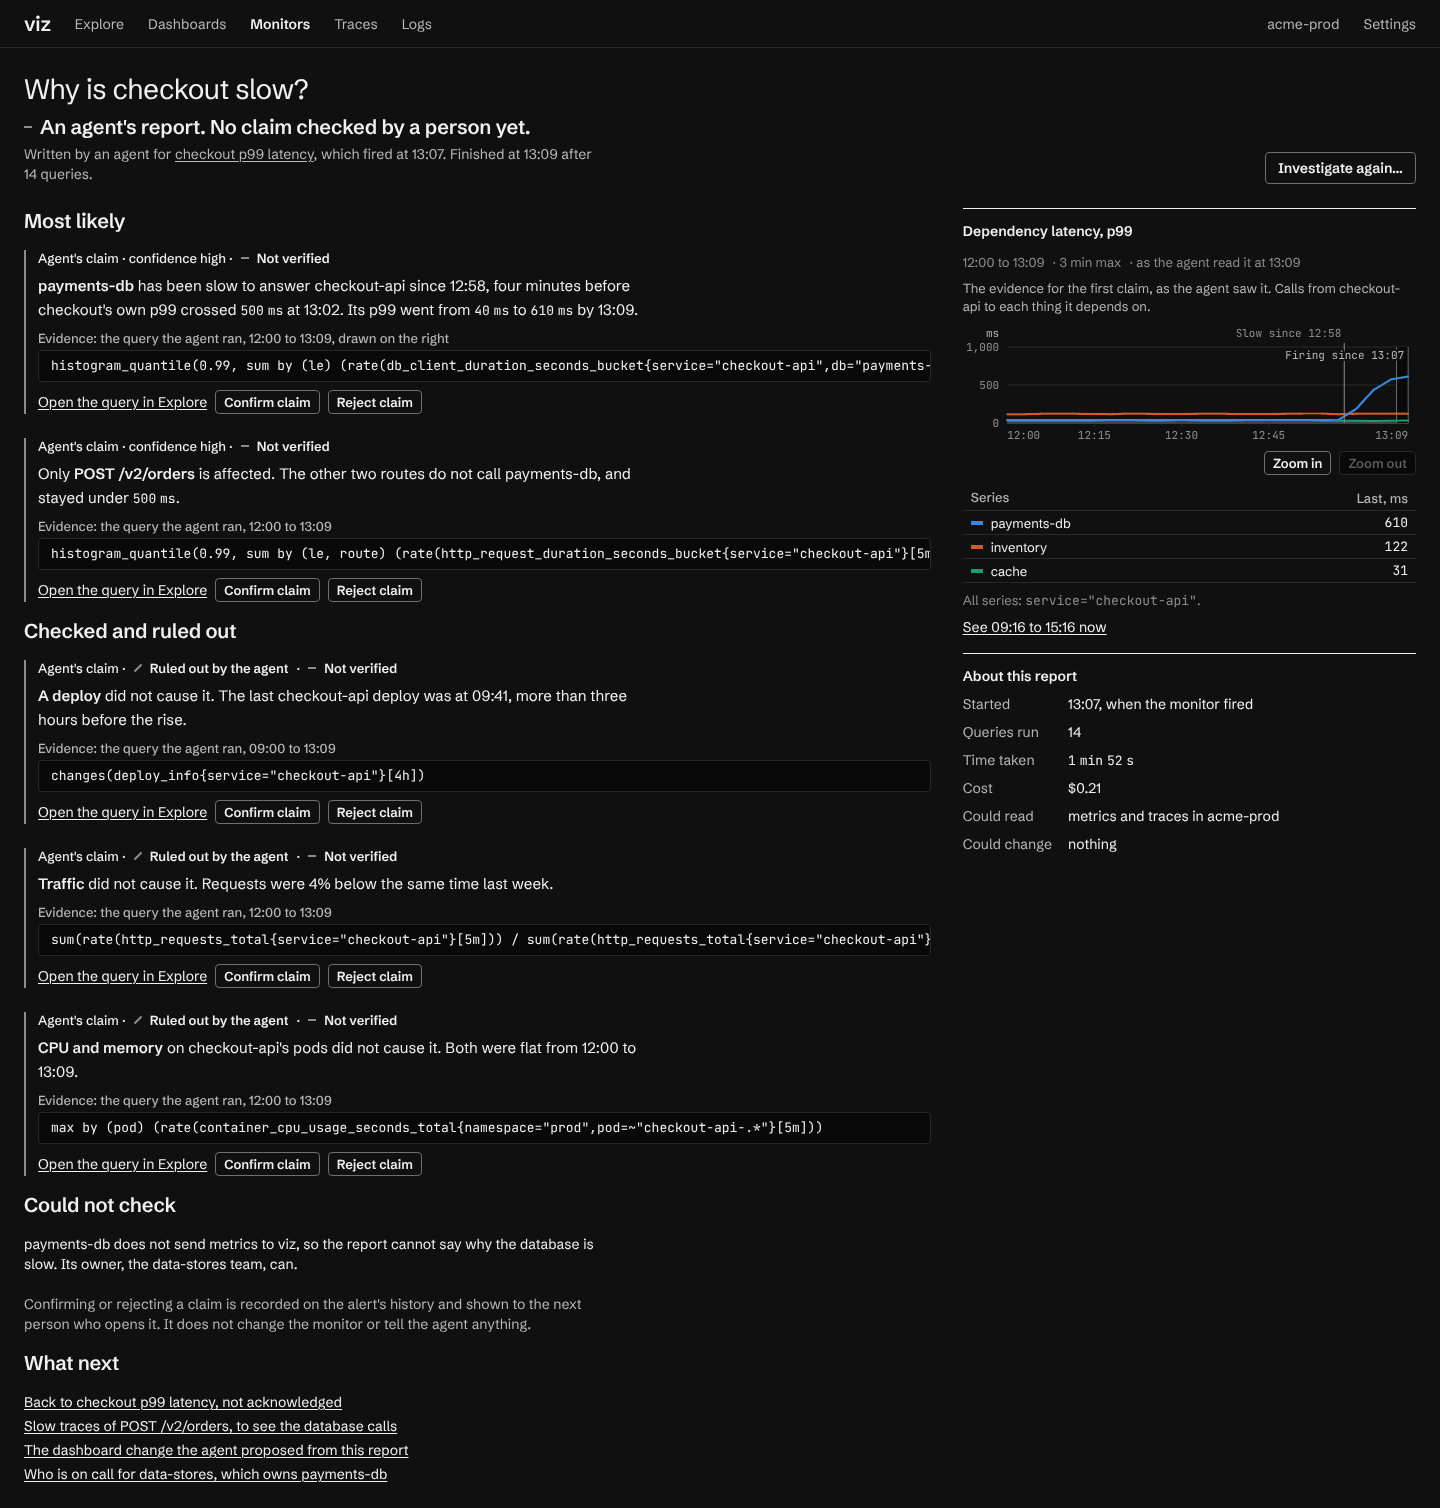 viz Explore Dashboards Monitors Traces Logs acme-prod Settings
Why is checkout slow?
– An agent's report. No claim checked by a person yet.
Written by an agent for checkout p99 latency, which fired at 13:07. Finished at 13:09 after
14 queries.
Investigate again…
Most likely
Agent's claim · confidence high · – Not verified
payments-db has been slow to answer checkout-api since 12:58, four minutes before
checkout's own p99 crossed 500 ms at 13:02. Its p99 went from 40 ms to 610 ms by 13:09.
Evidence: the query the agent ran, 12:00 to 13:09, drawn on the right
histogram_quantile(0.99, sum by (le) (rate(db_client_duration_seconds_bucket{service="checkout-api",db="payments-
Open the query in Explore Confirm claim Reject claim
Agent's claim · confidence high · – Not verified
Only POST /v2/orders is affected. The other two routes do not call payments-db, and
stayed under 500 ms.
Evidence: the query the agent ran, 12:00 to 13:09
histogram_quantile(0.99, sum by (le, route) (rate(http_request_duration_seconds_bucket{service="checkout-api"}[5m
Open the query in Explore Confirm claim Reject claim
Checked and ruled out
Agent's claim · Ruled out by the agent · – Not verified
A deploy did not cause it. The last checkout-api deploy was at 09:41, more than three
hours before the rise.
Evidence: the query the agent ran, 09:00 to 13:09
changes(deploy_info{service="checkout-api"}[4h])
Open the query in Explore Confirm claim Reject claim
Agent's claim · Ruled out by the agent · – Not verified
Traffic did not cause it. Requests were 4% below the same time last week.
Evidence: the query the agent ran, 12:00 to 13:09
sum(rate(http_requests_total{service="checkout-api"}[5m])) / sum(rate(http_requests_total{service="checkout-api"}
Open the query in Explore Confirm claim Reject claim
Agent's claim · Ruled out by the agent · – Not verified
CPU and memory on checkout-api's pods did not cause it. Both were flat from 12:00 to
13:09.
Evidence: the query the agent ran, 12:00 to 13:09
max by (pod) (rate(container_cpu_usage_seconds_total{namespace="prod",pod=~"checkout-api-.*"}[5m]))
Open the query in Explore Confirm claim Reject claim
Could not check
payments-db does not send metrics to viz, so the report cannot say why the database is
slow. Its owner, the data-stores team, can.
Confirming or rejecting a claim is recorded on the alert's history and shown to the next
person who opens it. It does not change the monitor or tell the agent anything.
What next
Back to checkout p99 latency, not acknowledged
Slow traces of POST /v2/orders, to see the database calls
The dashboard change the agent proposed from this report
Who is on call for data-stores, which owns payments-db
Dependency latency, p99
12:00 to 13:09 · 3 min max · as the agent read it at 13:09
The evidence for the first claim, as the agent saw it. Calls from checkout-
api to each thing it depends on.
ms Slow since 12:58
1,000
Firing since 13:07
500
0
12:00 12:15 12:30 12:45 13:09
Zoom in Zoom out
Series Last, ms
payments-db 610
inventory 122
cache 31
All series: service="checkout-api".
See 09:16 to 15:16 now
About this report
Started 13:07, when the monitor fired
Queries run 14
Time taken 1 min 52 s
Cost $0.21
Could read metrics and traces in acme-prod
Could change nothing